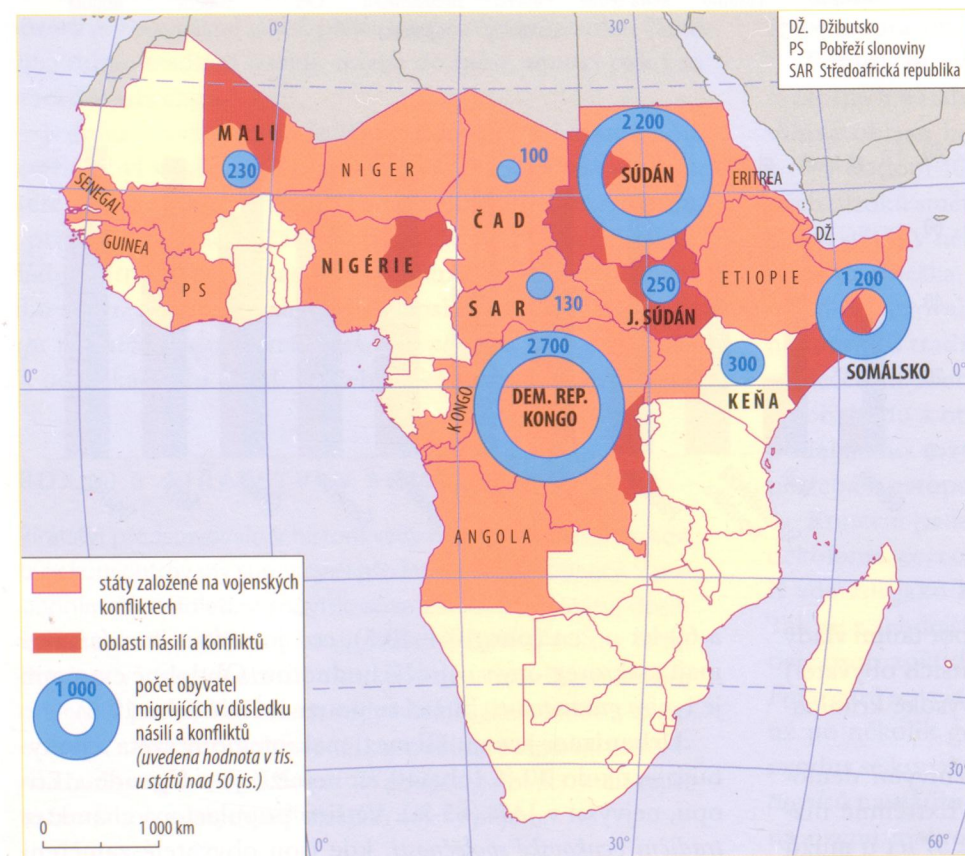 0°
30°
DŽ. Džibutsko
PS Pobřeží slonoviny
SAR Středoafrická republika
MALI
230
NIGER
100
2 200
SÚDÁN
ERITREA
SENEGAL
ČAD
DŽ.
GUINEA
PS
NIGÉRIE
SAR
130
250
J. SÚDÁN
ETIOPIE
1 200
0°
2 700
DEM. REP.
KONGO
KONGO
300
KEŇA
SOMÁLSKO
0°
ANGOLA
státy založené na vojenských
konfliktech
oblasti násilí a konfliktů
1 000
počet obyvatel
migrujících v důsledku
násilí a konfliktů
(uvedena hodnota v tis.
u států nad 50 tis.)
30°
0
1 000 km
0°
30°
60°